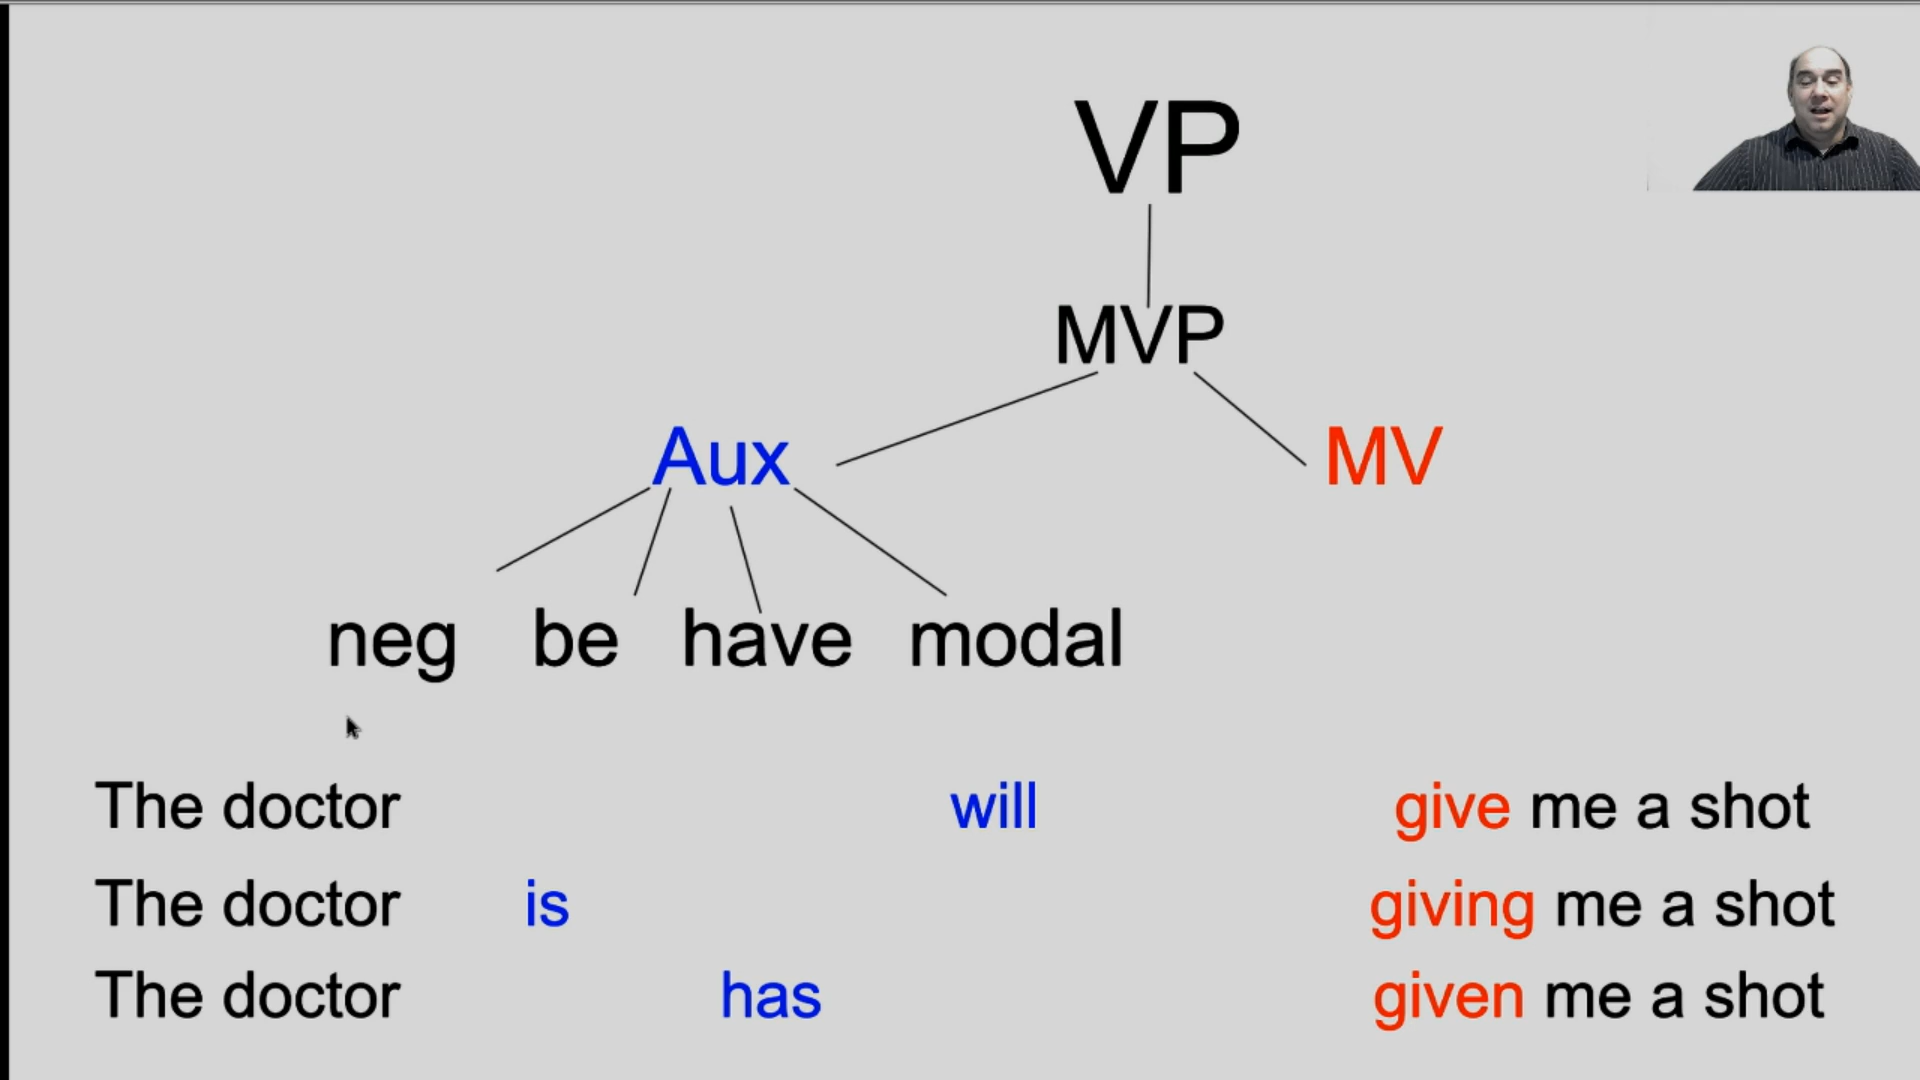 VP
MVP
Aux MV
neg be have modal
The doctor will give me a shot
The doctor is giving me a shot
The doctor has given me a shot